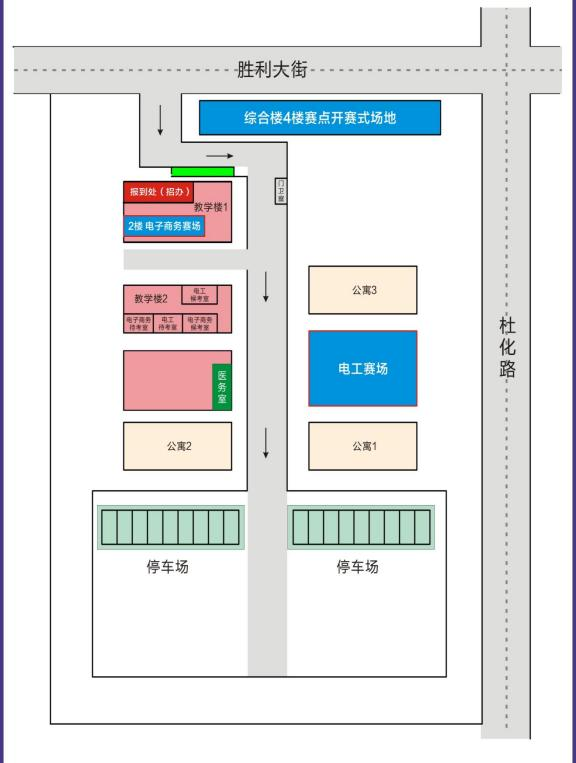 胜利大街
综合楼4楼赛点开赛式场地
门
卫
室
报到处（招办）
教学楼1
2楼 电子商务赛场
公寓3
教学楼2
电工
候考室
电子商务
待考室
电工
待考室
电子商务
候考室
杜
化
路
电工赛场
医
务
室
公寓2
公寓1
停车场
停车场